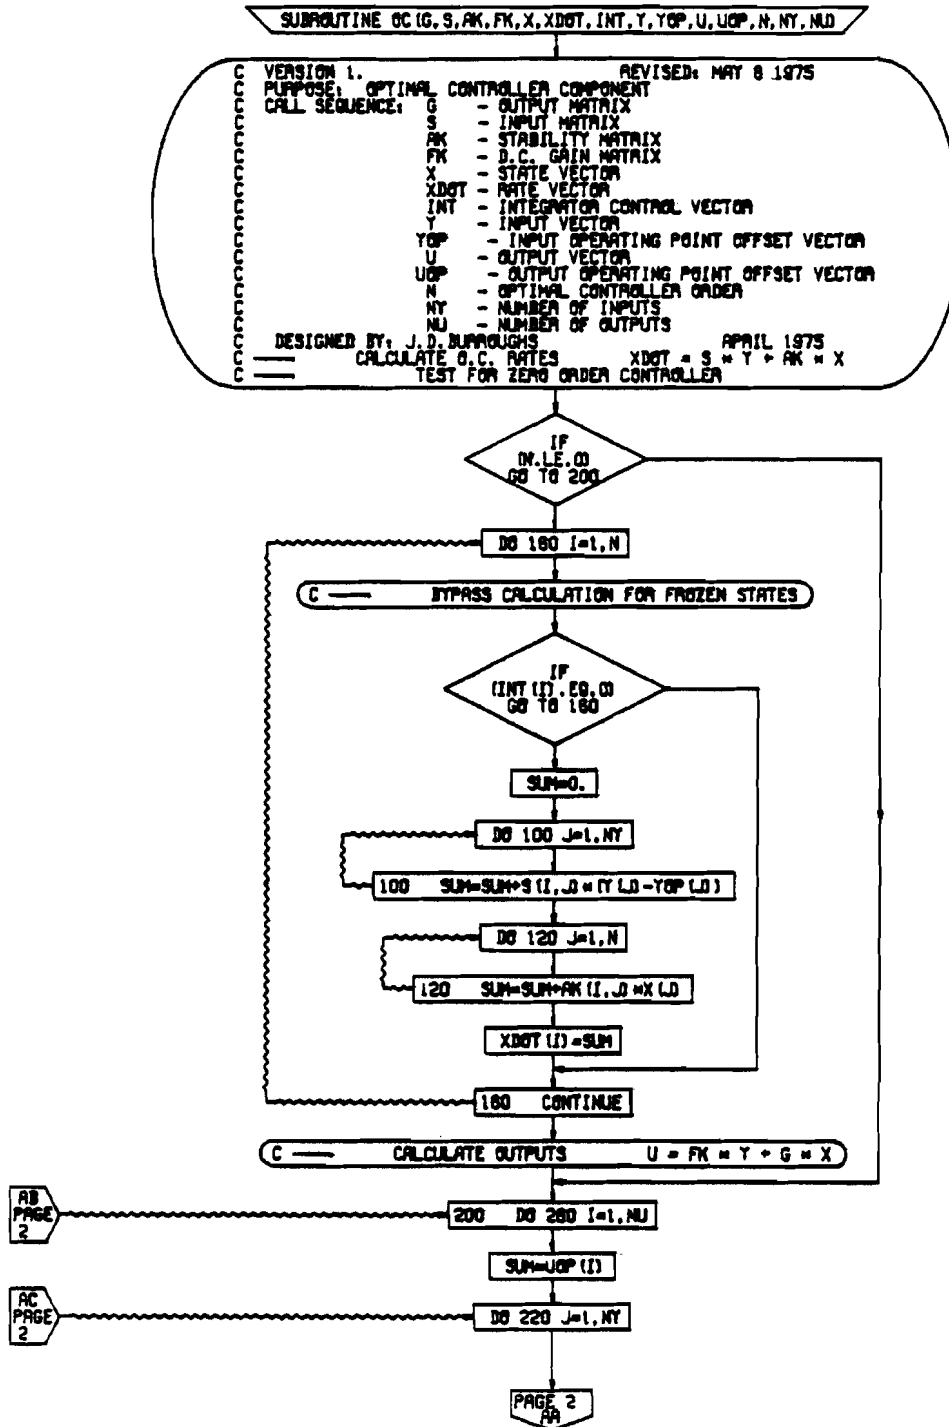 SUBROUTINE OC(G,S,AK,FK,X,XDOT,INT,Y,YOP,U,UOP,N,NY,NU)
C VERSION 1. REVISED: MAY 6 1975
C PURPOSE: OPTIMAL CONTROLLER COMPONENT
C CALL SEQUENCE: G - OUTPUT MATRIX
C S - INPUT MATRIX
C AK - STABILITY MATRIX
C FK - D.C. GAIN MATRIX
C X - STATE VECTOR
C XDOT - RATE VECTOR
C INT - INTEGRATOR CONTROL VECTOR
C Y - INPUT VECTOR
C YOP - INPUT OPERATING POINT OFFSET VECTOR
C U - OUTPUT VECTOR
C UOP - OUTPUT OPERATING POINT OFFSET VECTOR
C N - OPTIMAL CONTROLLER ORDER
C NY - NUMBER OF INPUTS
C NU - NUMBER OF OUTPUTS
C DESIGNED BY: J.D.BURROUGHS APRIL 1975
C ---- CALCULATE O.C. RATES XDOT = S * Y + AK * X
C ---- TEST FOR ZERO ORDER CONTROLLER
IF
(N.LE.0)
GO TO 200
DO 160 I=1,N
C ---- BYPASS CALCULATION FOR FROZEN STATES
IF
(INT(I).EQ.0)
GO TO 160
SUM=0.
DO 100 J=1,NY
100 SUM=SUM+S(I,J)*(Y(J)-YOP(J))
DO 120 J=1,N
120 SUM=SUM+AK(I,J)*X(J)
XDOT(I)=SUM
160 CONTINUE
C ---- CALCULATE OUTPUTS U = FK * Y + G * X
AB
PAGE
2
200 DO 260 I=1,NU
SUM=UOP(I)
AC
PAGE
2
DO 220 J=1,NY
PAGE 2
AA